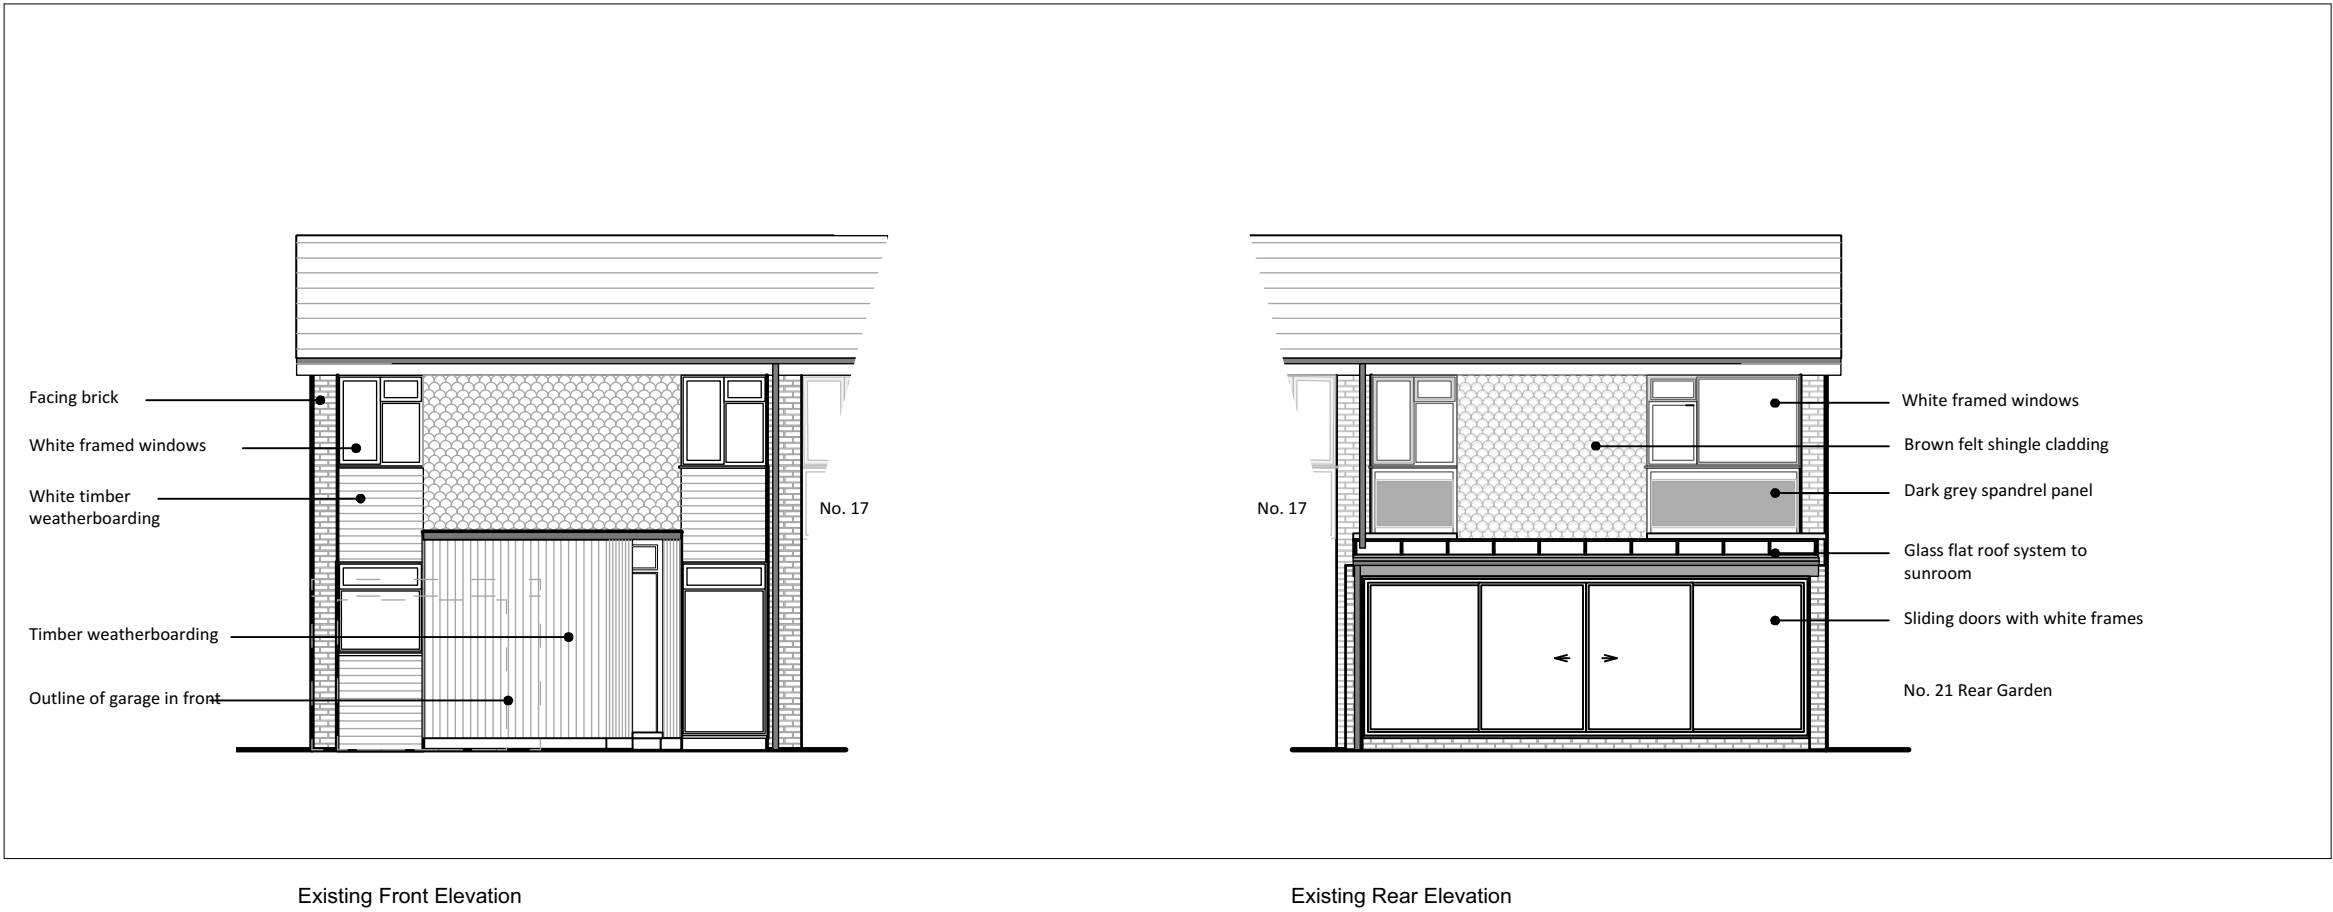 Facing brick
White framed windows
White timber
weatherboarding
Timber weatherboarding
Outline of garage in front
No. 17
No. 17
White framed windows
Brown felt shingle cladding
Dark grey spandrel panel
Glass flat roof system to
sunroom
Sliding doors with white frames
No. 21 Rear Garden
Existing Front Elevation
Existing Rear Elevation